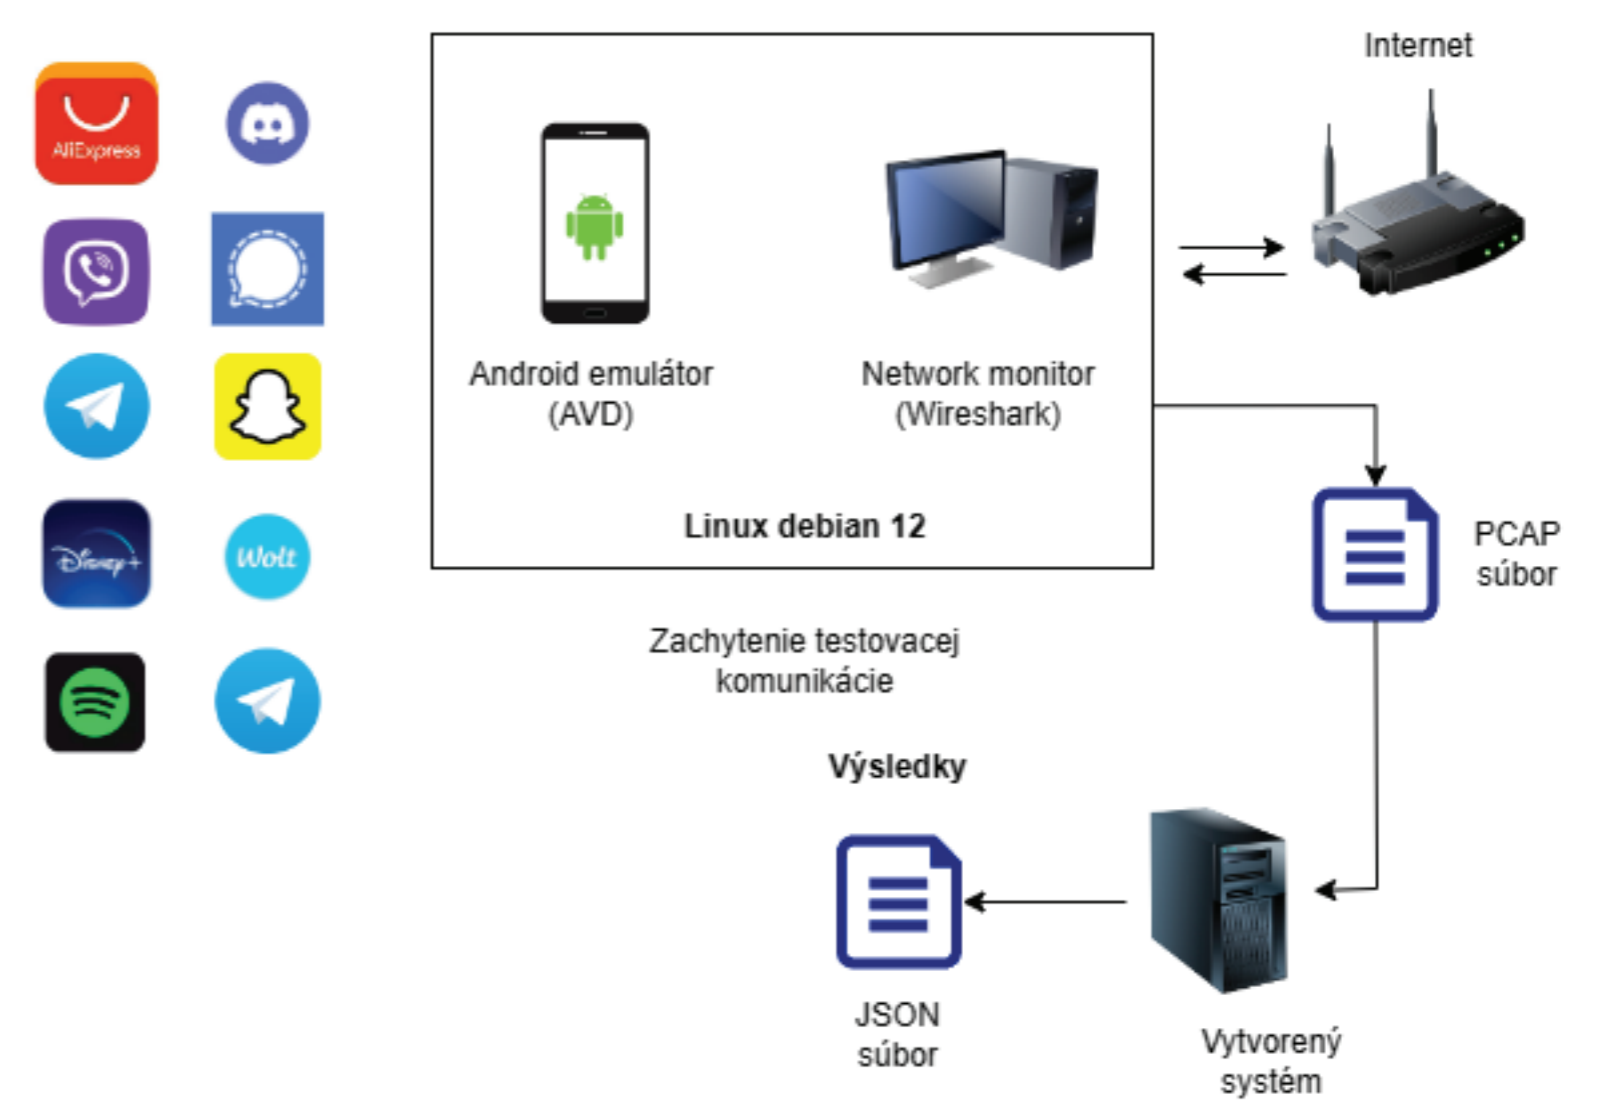 Internet
AliExpress
Android emulátor
(AVD)
Network monitor
(Wireshark)
Linux debian 12
PCAP
súbor
Disney+
Wolt
Zachytenie testovacej
komunikácie
Výsledky
JSON
súbor
Vytvorený
systém